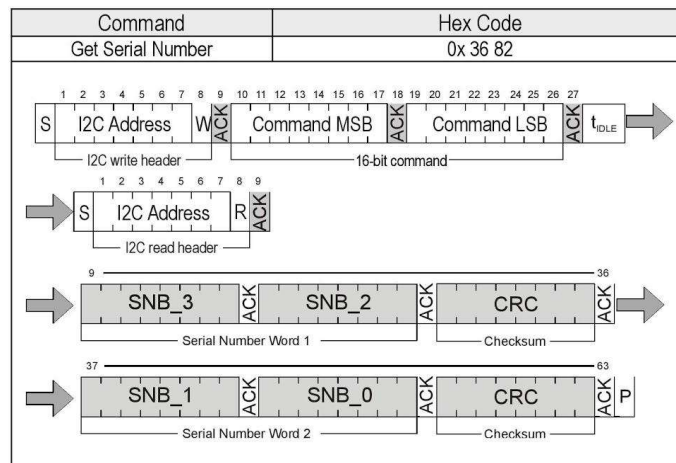 Command Hex Code
Get Serial Number 0x 36 82
1 2 3 4 5 6 7 8 9 10 11 12 13 14 15 16 17 18 19 20 21 22 23 24 25 26 27
S I2C Address W ACK Command MSB ACK Command LSB ACK tIDLE
I2C write header 16-bit command
1 2 3 4 5 6 7 8 9
S I2C Address R ACK
I2C read header
9 36
SNB_3 ACK SNB_2 ACK CRC ACK
Serial Number Word 1 Checksum
37 63
SNB_1 ACK SNB_0 ACK CRC ACK P
Serial Number Word 2 Checksum